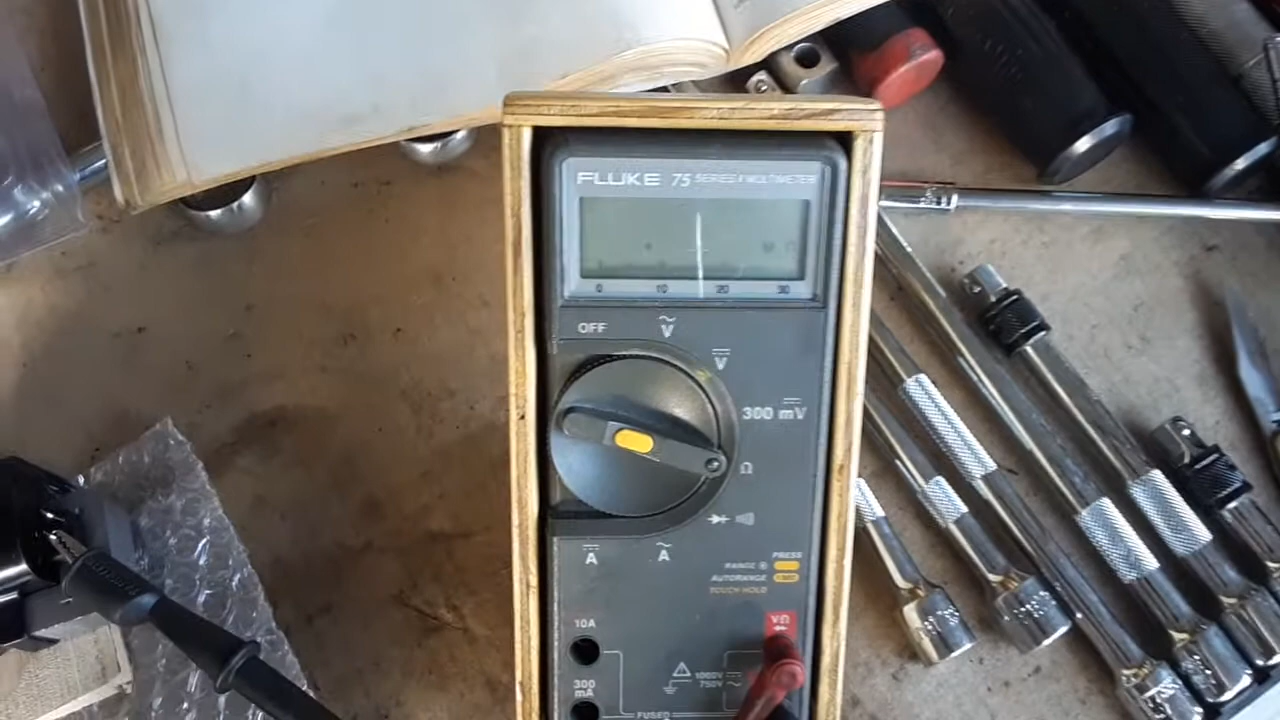 FLUKE 75 SERIES II MULTIMETER
0 10 20 30
OFF
V
V
300 mV
Ω
A
A
PRESS
RANGE
AUTORANGE
TOUCH HOLD
10A
VΩ
300
mA
1000V
750V
FUSED